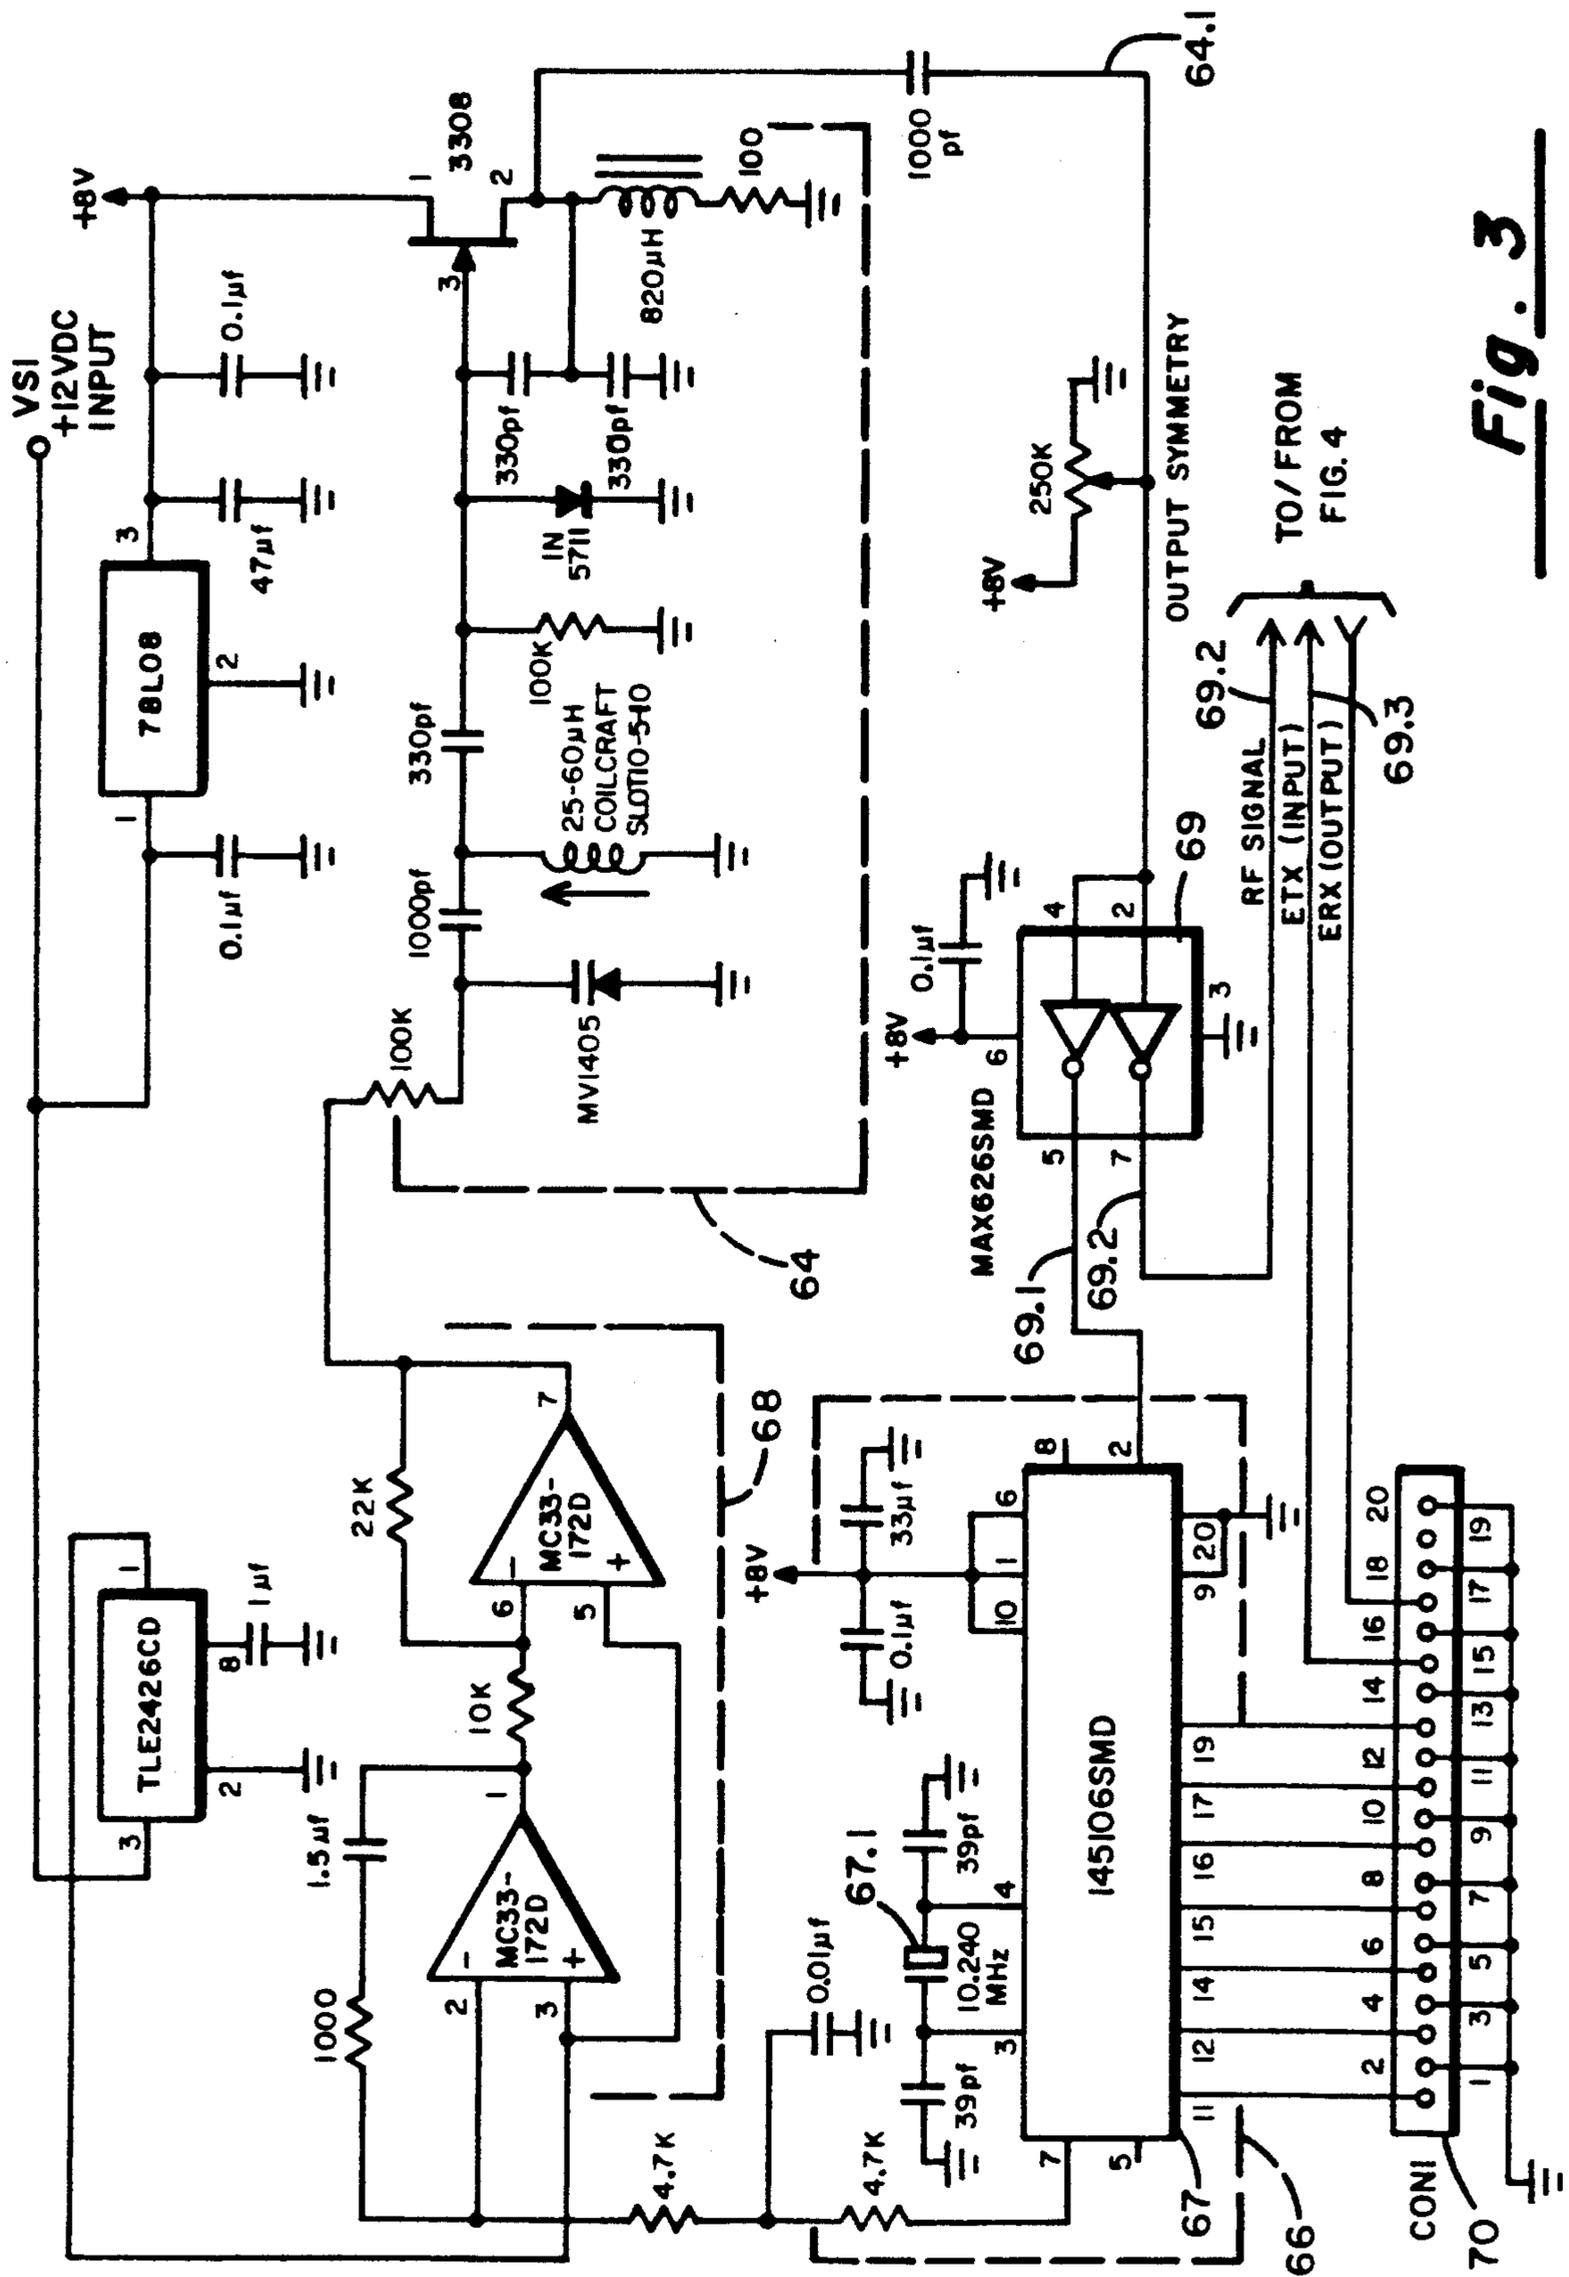 VS1
+12VDC
INPUT
+8V
TLE2426CD
3
1
2
8
1µf
78L08
1
2
3
0.1µf
47µf
0.1µf
3308
1
2
3
1000
1.5µf
MC33-
172D
2
3
1
-
+
10K
22K
MC33-
172D
6
5
7
-
+
68
100K
MV1405
1000pf
25-60µH
COILCRAFT
SLOT10-5-10
330pf
100K
1N
5711
330pf
330pf
820µH
100
64
1000
pf
64.1
4.7K
0.01µf
4.7K
39pf
67.1
10.240
MHz
39pf
+8V
0.1µf
33µf
145106SMD
7
5
3
4
10
1
6
8
2
11
12
14
15
16
17
19
9
20
67
66
MAX626SMD
69.1
69.2
5
7
6
4
2
3
+8V
0.1µf
69
+8V
250K
OUTPUT SYMMETRY
RF SIGNAL
ETX (INPUT)
ERX (OUTPUT)
69.2
69.3
TO/FROM
FIG. 4
CON1
70
2
4
6
8
10
12
14
16
18
20
1
3
5
7
9
11
13
15
17
19
Fig. 3